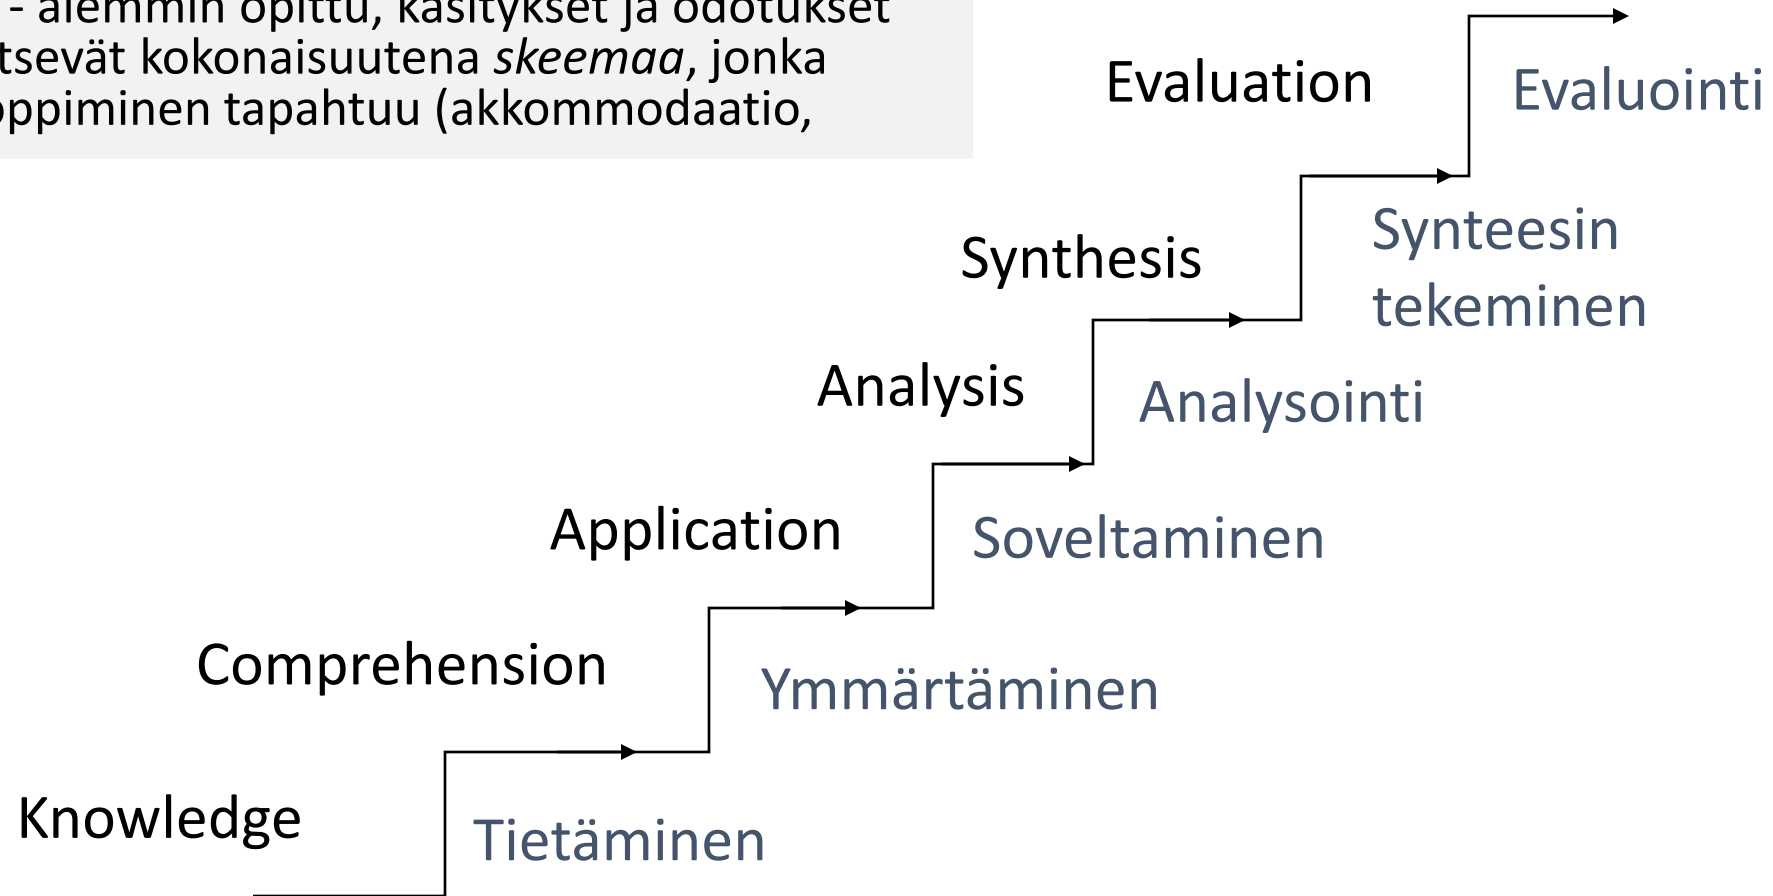 - aiemmin opittu, käsitykset ja odotukset
tsevät kokonaisuutena skeemaa, jonka
oppiminen tapahtuu (akkommodaatio,
Evaluation
Evaluointi
Synthesis
Synteesin
tekeminen
Analysis
Analysointi
Application
Soveltaminen
Comprehension
Ymmärtäminen
Knowledge
Tietäminen